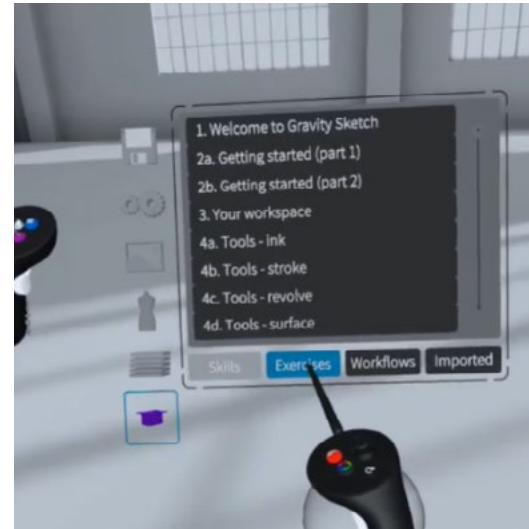 1. Welcome to Gravity Sketch
2a. Getting started (part 1)
2b. Getting started (part 2)
3. Your workspace
4a. Tools - ink
4b. Tools - stroke
4c. Tools - revolve
4d. Tools - surface
Skills Exercises Workflows Imported